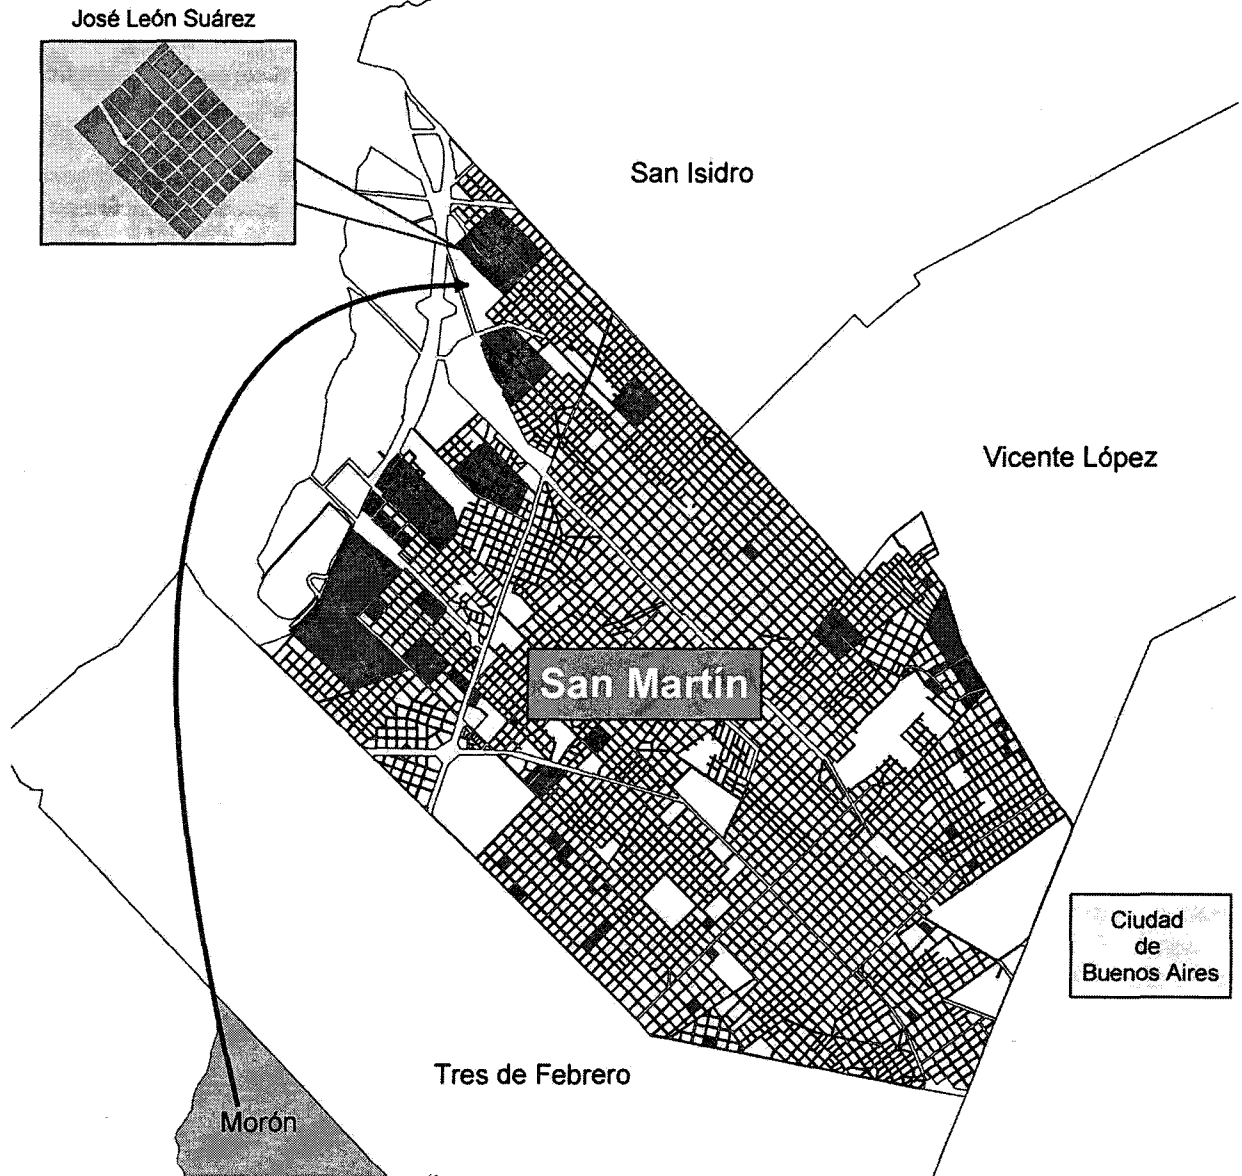 José León Suárez
San Isidro
Vicente López
San Martín
Ciudad
de
Buenos Aires
Tres de Febrero
Morón